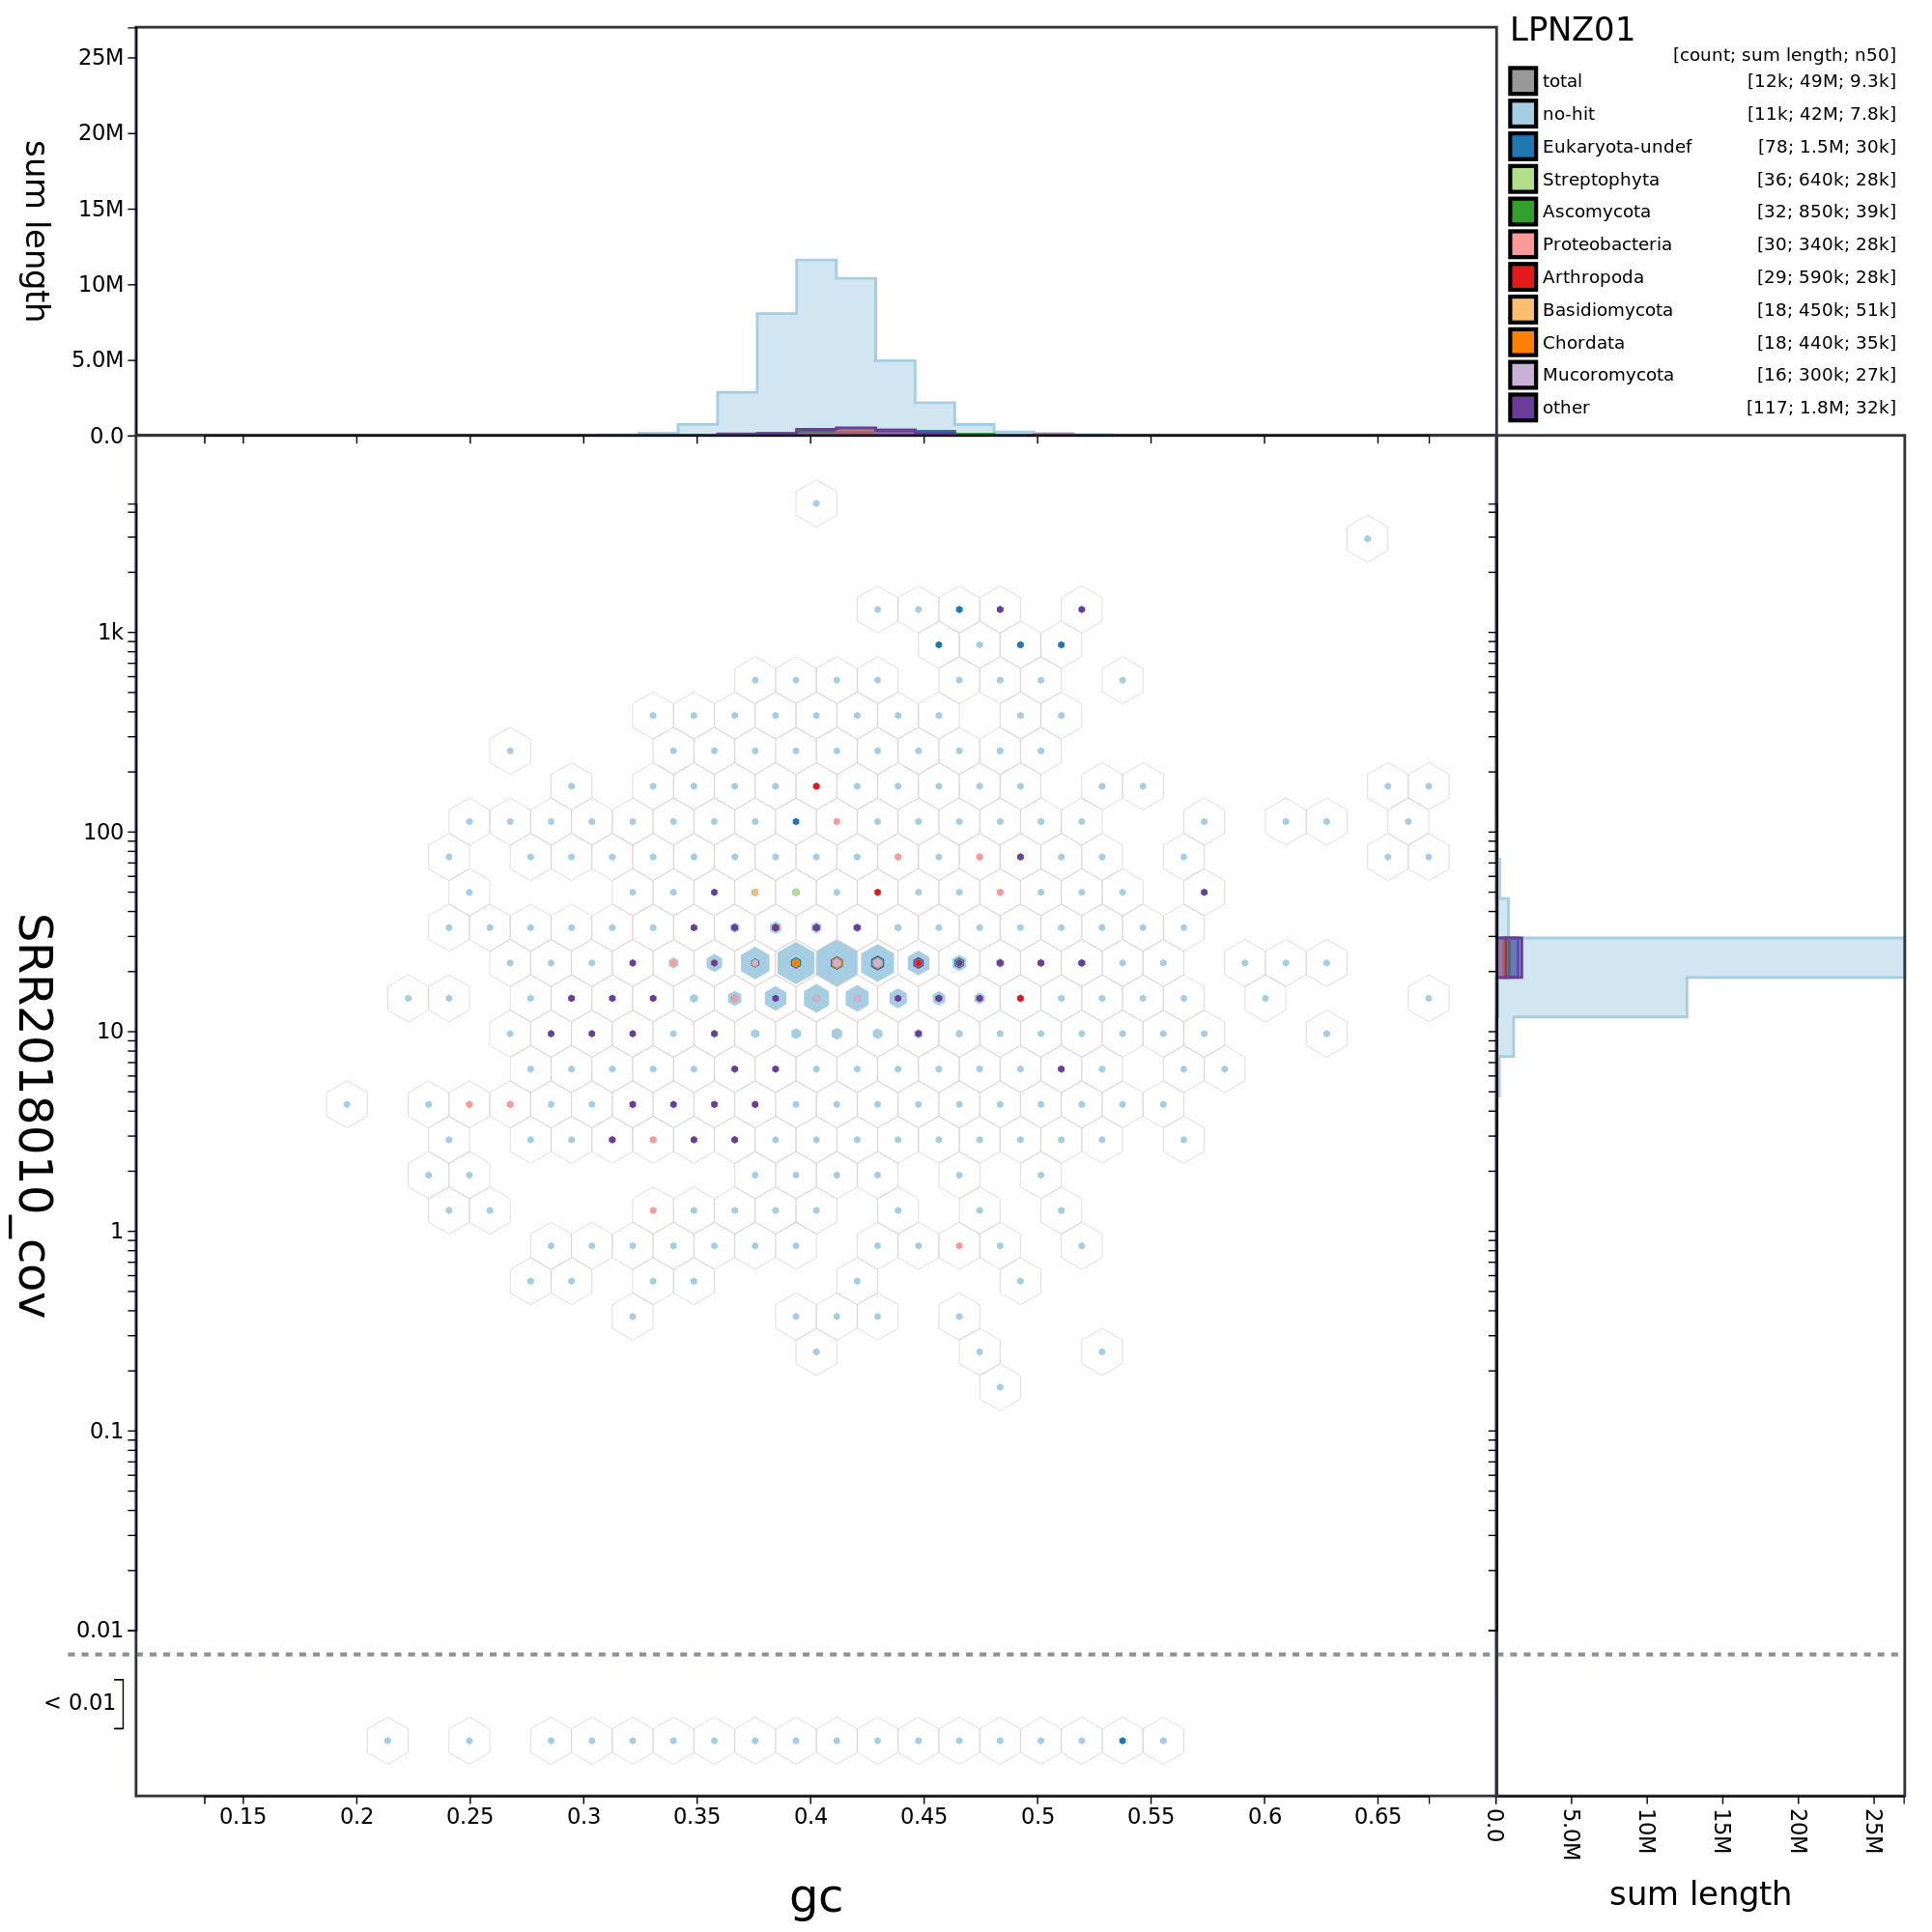 LPNZ01
[count; sum length; n50]
total [12k; 49M; 9.3k]
no-hit [11k; 42M; 7.8k]
Eukaryota-undef [78; 1.5M; 30k]
Streptophyta [36; 640k; 28k]
Ascomycota [32; 850k; 39k]
Proteobacteria [30; 340k; 28k]
Arthropoda [29; 590k; 28k]
Basidiomycota [18; 450k; 51k]
Chordata [18; 440k; 35k]
Mucoromycota [16; 300k; 27k]
other [117; 1.8M; 32k]
sum length
25M
20M
15M
10M
5.0M
0.0
SRR2018010_cov
1k
100
10
1
0.1
0.01
< 0.01
0.15 0.2 0.25 0.3 0.35 0.4 0.45 0.5 0.55 0.6 0.65
gc
0.0 5.0M 10M 15M 20M 25M
sum length